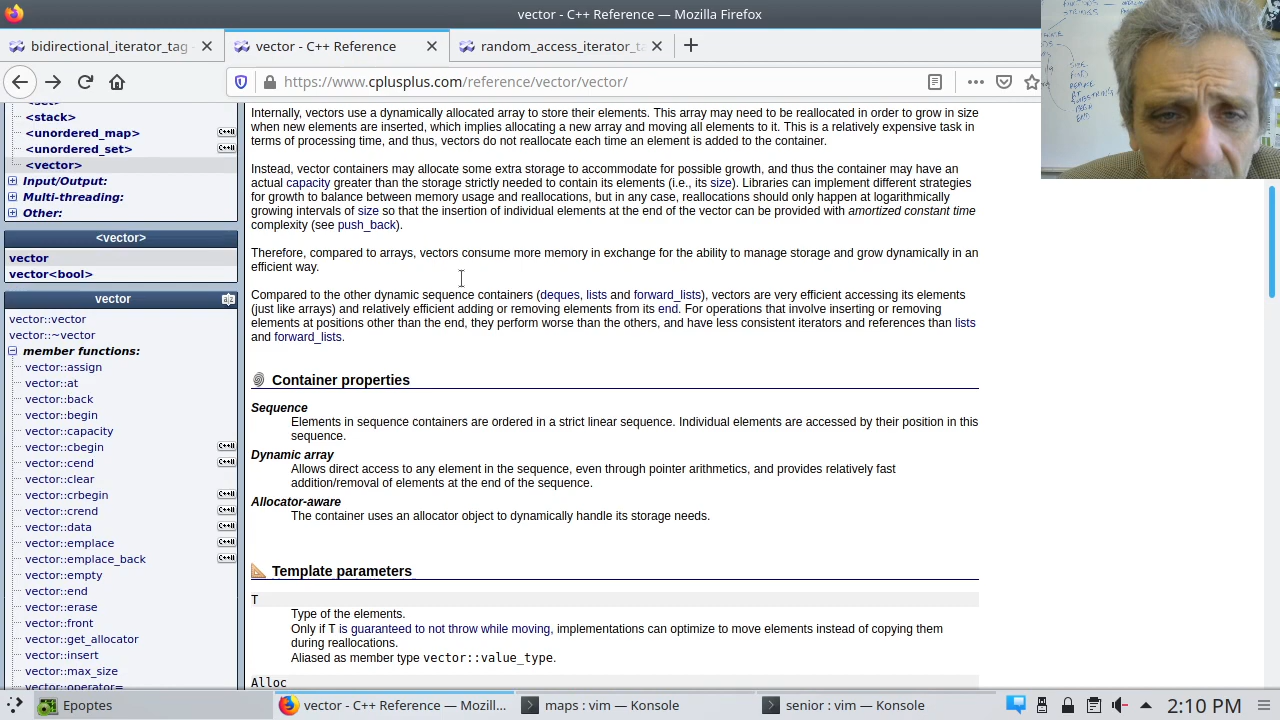 vector - C++ Reference — Mozilla Firefox
bidirectional_iterator_tag
vector - C++ Reference
random_access_iterator_ta
https://www.cplusplus.com/reference/vector/vector/
<set>
<stack>
<unordered_map>
<unordered_set>
<vector>
Input/Output:
Multi-threading:
Other:
<vector>
vector
vector<bool>
vector
vector::vector
vector::~vector
member functions:
vector::assign
vector::at
vector::back
vector::begin
vector::capacity
vector::cbegin
vector::cend
vector::clear
vector::crbegin
vector::crend
vector::data
vector::emplace
vector::emplace_back
vector::empty
vector::end
vector::erase
vector::front
vector::get_allocator
vector::insert
vector::max_size
vector::operator=
Internally, vectors use a dynamically allocated array to store their elements. This array may need to be reallocated in order to grow in size
when new elements are inserted, which implies allocating a new array and moving all elements to it. This is a relatively expensive task in
terms of processing time, and thus, vectors do not reallocate each time an element is added to the container.
Instead, vector containers may allocate some extra storage to accommodate for possible growth, and thus the container may have an
actual capacity greater than the storage strictly needed to contain its elements (i.e., its size). Libraries can implement different strategies
for growth to balance between memory usage and reallocations, but in any case, reallocations should only happen at logarithmically
growing intervals of size so that the insertion of individual elements at the end of the vector can be provided with amortized constant time
complexity (see push_back).
Therefore, compared to arrays, vectors consume more memory in exchange for the ability to manage storage and grow dynamically in an
efficient way.
Compared to the other dynamic sequence containers (deques, lists and forward_lists), vectors are very efficient accessing its elements
(just like arrays) and relatively efficient adding or removing elements from its end. For operations that involve inserting or removing
elements at positions other than the end, they perform worse than the others, and have less consistent iterators and references than lists
and forward_lists.
Container properties
Sequence
Elements in sequence containers are ordered in a strict linear sequence. Individual elements are accessed by their position in this
sequence.
Dynamic array
Allows direct access to any element in the sequence, even through pointer arithmetics, and provides relatively fast
addition/removal of elements at the end of the sequence.
Allocator-aware
The container uses an allocator object to dynamically handle its storage needs.
Template parameters
T
Type of the elements.
Only if T is guaranteed to not throw while moving, implementations can optimize to move elements instead of copying them
during reallocations.
Aliased as member type vector::value_type.
Alloc
Epoptes
vector - C++ Reference — Mozill...
maps : vim — Konsole
senior : vim — Konsole
2:10 PM